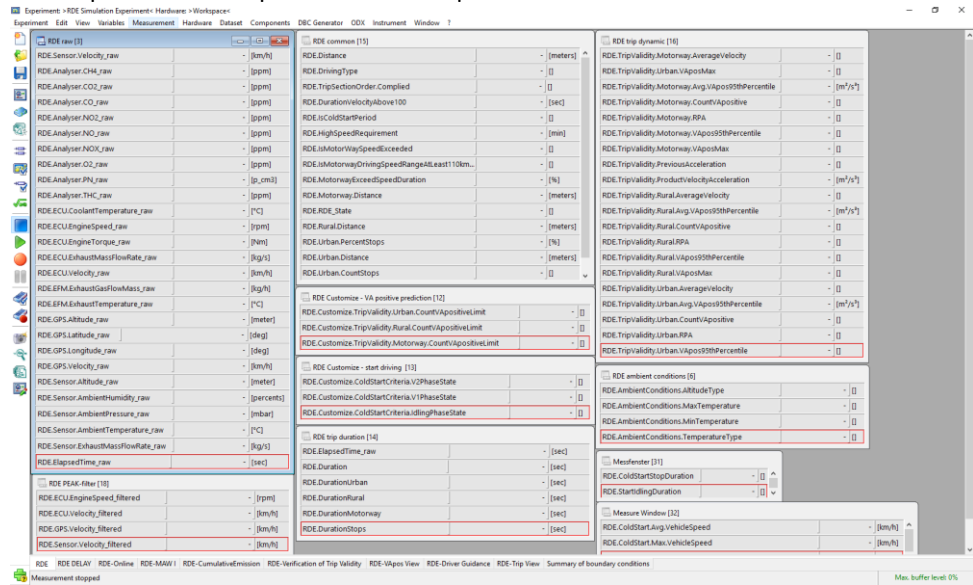 Experiment: >RDE Simulation Experiment< Hardware: >Workspace<
Experiment Edit View Variables Measurement Hardware Dataset Components DBC Generator ODX Instrument Window ?
RDE raw [3]
RDE.Sensor.Velocity_raw - [km/h]
RDE.Analyser.CH4_raw - [ppm]
RDE.Analyser.CO2_raw - [ppm]
RDE.Analyser.CO_raw - [ppm]
RDE.Analyser.NO2_raw - [ppm]
RDE.Analyser.NO_raw - [ppm]
RDE.Analyser.NOX_raw - [ppm]
RDE.Analyser.O2_raw - [ppm]
RDE.Analyser.PN_raw - [p_cm3]
RDE.Analyser.THC_raw - [ppm]
RDE.ECU.CoolantTemperature_raw - [°C]
RDE.ECU.EngineSpeed_raw - [rpm]
RDE.ECU.EngineTorque_raw - [Nm]
RDE.ECU.ExhaustMassFlowRate_raw - [kg/s]
RDE.ECU.Velocity_raw - [km/h]
RDE.EFM.ExhaustGasFlowMass_raw - [kg/h]
RDE.EFM.ExhaustTemperature_raw - [°C]
RDE.GPS.Altitude_raw - [meter]
RDE.GPS.Latitude_raw - [deg]
RDE.GPS.Longitude_raw - [deg]
RDE.GPS.Velocity_raw - [km/h]
RDE.Sensor.Altitude_raw - [meter]
RDE.Sensor.AmbientHumidity_raw - [percents]
RDE.Sensor.AmbientPressure_raw - [mbar]
RDE.Sensor.AmbientTemperature_raw - [°C]
RDE.Sensor.ExhaustMassFlowRate_raw - [kg/s]
RDE.ElapsedTime_raw - [sec]
RDE PEAK-filter [18]
RDE.ECU.EngineSpeed_filtered - [rpm]
RDE.ECU.Velocity_filtered - [km/h]
RDE.GPS.Velocity_filtered - [km/h]
RDE.Sensor.Velocity_filtered - [km/h]
RDE common [15]
RDE.Distance - [meters]
RDE.DrivingType - []
RDE.TripSectionOrder.Complied - []
RDE.DurationVelocityAbove100 - [sec]
RDE.IsColdStartPeriod - []
RDE.HighSpeedRequirement - [min]
RDE.IsMotorWaySpeedExceeded - []
RDE.IsMotorwayDrivingSpeedRangeAtLeast110km... - []
RDE.MotorwayExceedSpeedDuration - [%]
RDE.Motorway.Distance - [meters]
RDE.RDE_State - []
RDE.Rural.Distance - [meters]
RDE.Urban.PercentStops - [%]
RDE.Urban.Distance - [meters]
RDE.Urban.CountStops - []
RDE Customize - VA positive prediction [12]
RDE.Customize.TripValidity.Urban.CountVApositiveLimit - []
RDE.Customize.TripValidity.Rural.CountVApositiveLimit - []
RDE.Customize.TripValidity.Motorway.CountVApositiveLimit - []
RDE Customize - start driving [13]
RDE.Customize.ColdStartCriteria.V2PhaseState - []
RDE.Customize.ColdStartCriteria.V1PhaseState - []
RDE.Customize.ColdStartCriteria.IdlingPhaseState - []
RDE trip duration [14]
RDE.ElapsedTime_raw - [sec]
RDE.Duration - [sec]
RDE.DurationUrban - [sec]
RDE.DurationRural - [sec]
RDE.DurationMotorway - [sec]
RDE.DurationStops - [sec]
RDE trip dynamic [16]
RDE.TripValidity.Motorway.AverageVelocity - []
RDE.TripValidity.Urban.VAposMax - []
RDE.TripValidity.Motorway.Avg.VApos95thPercentile - [m²/s³]
RDE.TripValidity.Motorway.CountVApositive - []
RDE.TripValidity.Motorway.RPA - []
RDE.TripValidity.Motorway.VApos95thPercentile - []
RDE.TripValidity.Motorway.VAposMax - []
RDE.TripValidity.PreviousAcceleration - []
RDE.TripValidity.ProductVelocityAcceleration - [m²/s³]
RDE.TripValidity.Rural.AverageVelocity - []
RDE.TripValidity.Rural.Avg.VApos95thPercentile - [m²/s³]
RDE.TripValidity.Rural.CountVApositive - []
RDE.TripValidity.Rural.RPA - []
RDE.TripValidity.Rural.VApos95thPercentile - []
RDE.TripValidity.Rural.VAposMax - []
RDE.TripValidity.Urban.AverageVelocity - []
RDE.TripValidity.Urban.Avg.VApos95thPercentile - [m²/s³]
RDE.TripValidity.Urban.CountVApositive - []
RDE.TripValidity.Urban.RPA - []
RDE.TripValidity.Urban.VApos95thPercentile - []
RDE ambient conditions [6]
RDE.AmbientConditions.AltitudeType - []
RDE.AmbientConditions.MaxTemperature - []
RDE.AmbientConditions.MinTemperature - []
RDE.AmbientConditions.TemperatureType - []
Messfenster [31]
RDE.ColdStartStopDuration - []
RDE.StartIdlingDuration - []
Measure Window [32]
RDE.ColdStart.Avg.VehicleSpeed - [km/h]
RDE.ColdStart.Max.VehicleSpeed - [km/h]
RDE RDE DELAY RDE-Online RDE-MAW I RDE-CumulativeEmission RDE-Verification of Trip Validity RDE-VApos View RDE-Driver Guidance RDE-Trip View Summary of boundary conditions
Measurement stopped Max. buffer level: 0%